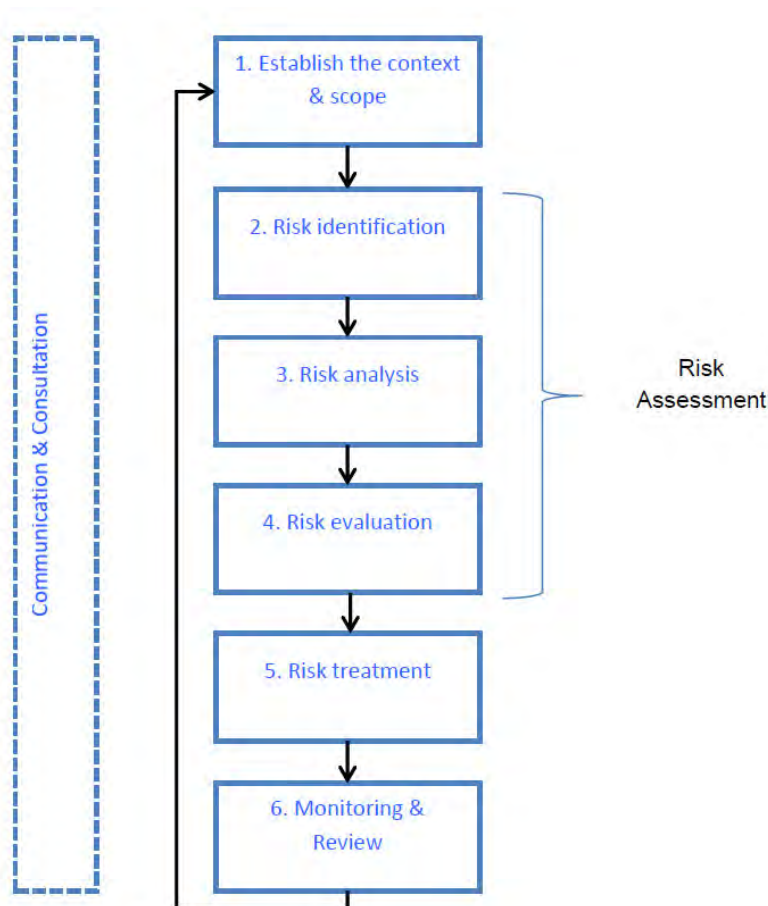 1. Establish the context
& scope
2. Risk identification
3. Risk analysis
4. Risk evaluation
5. Risk treatment
6. Monitoring &
Review
Communication & Consultation
Risk
Assessment